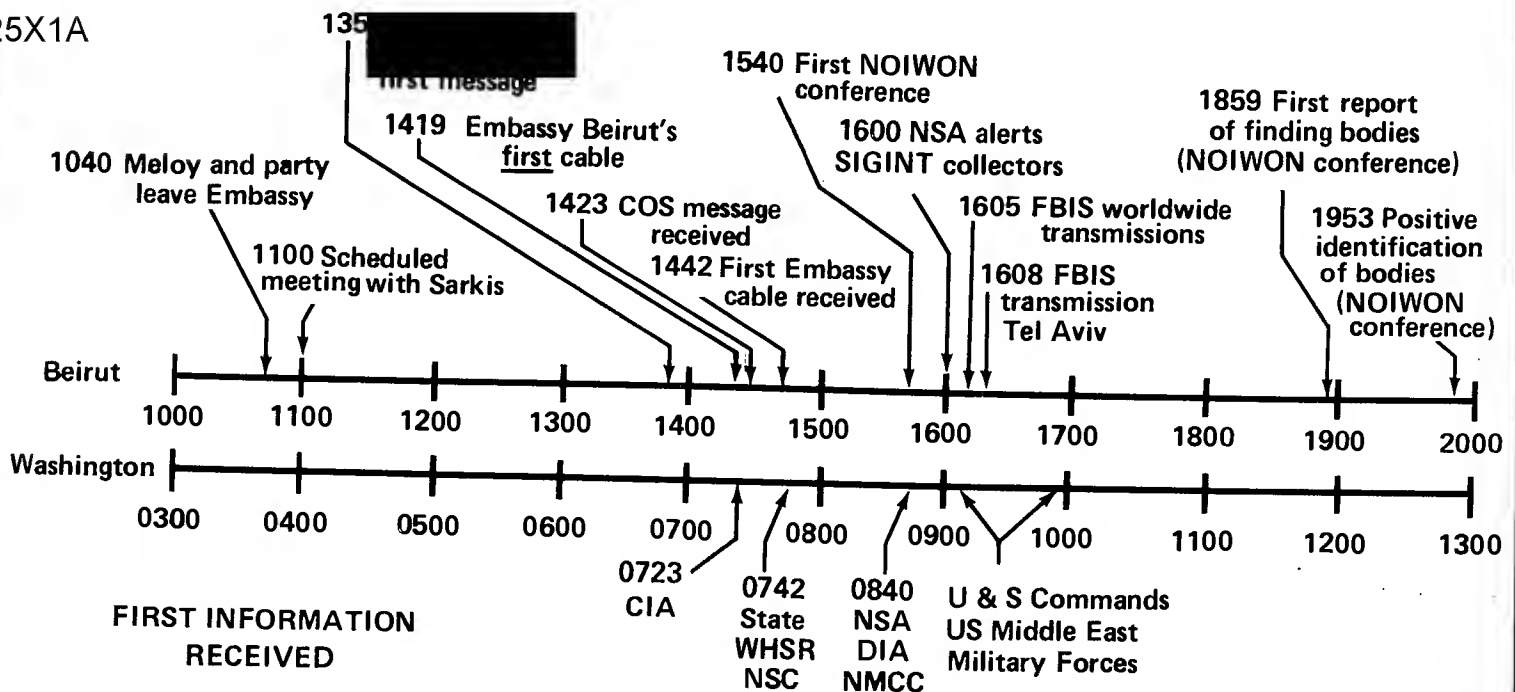 25X1A
135
first message
1419 Embassy Beirut's
first cable
1040 Meloy and party
leave Embassy
1100 Scheduled
meeting with Sarkis
1423 COS message
received
1442 First Embassy
cable received
1540 First NOIWON
conference
1600 NSA alerts
SIGINT collectors
1605 FBIS worldwide
transmissions
1608 FBIS
transmission
Tel Aviv
1859 First report
of finding bodies
(NOIWON conference)
1953 Positive
identification
of bodies
(NOIWON
conference)
Beirut
1000 1100 1200 1300 1400 1500 1600 1700 1800 1900 2000
Washington
0300 0400 0500 0600 0700 0800 0900 1000 1100 1200 1300
0723
CIA
0742
State
WHSR
NSC
0840
NSA
DIA
NMCC
U & S Commands
US Middle East
Military Forces
FIRST INFORMATION
RECEIVED